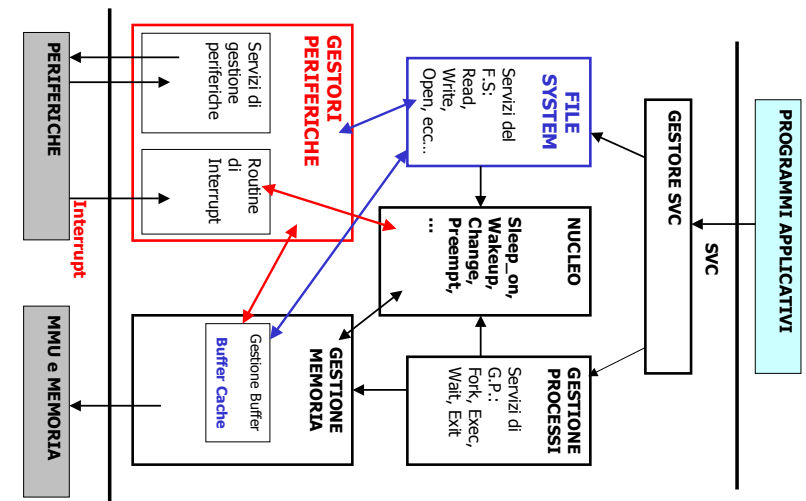 PROGRAMMI APPLICATIVI
SVC
GESTORE SVC
FILE
SYSTEM
Servizi del
F.S:
Read,
Write,
Open, ecc...
NUCLEO
Sleep_on,
Wakeup,
Change,
Preempt,
...
GESTIONE
PROCESSI
Servizi di
G.P.:
Fork, Exec,
Wait, Exit
GESTORI
PERIFERICHE
Servizi di
gestione
periferiche
Routine
di
Interrupt
GESTIONE
MEMORIA
Gestione Buffer
Buffer Cache
Interrupt
PERIFERICHE
MMU e MEMORIA